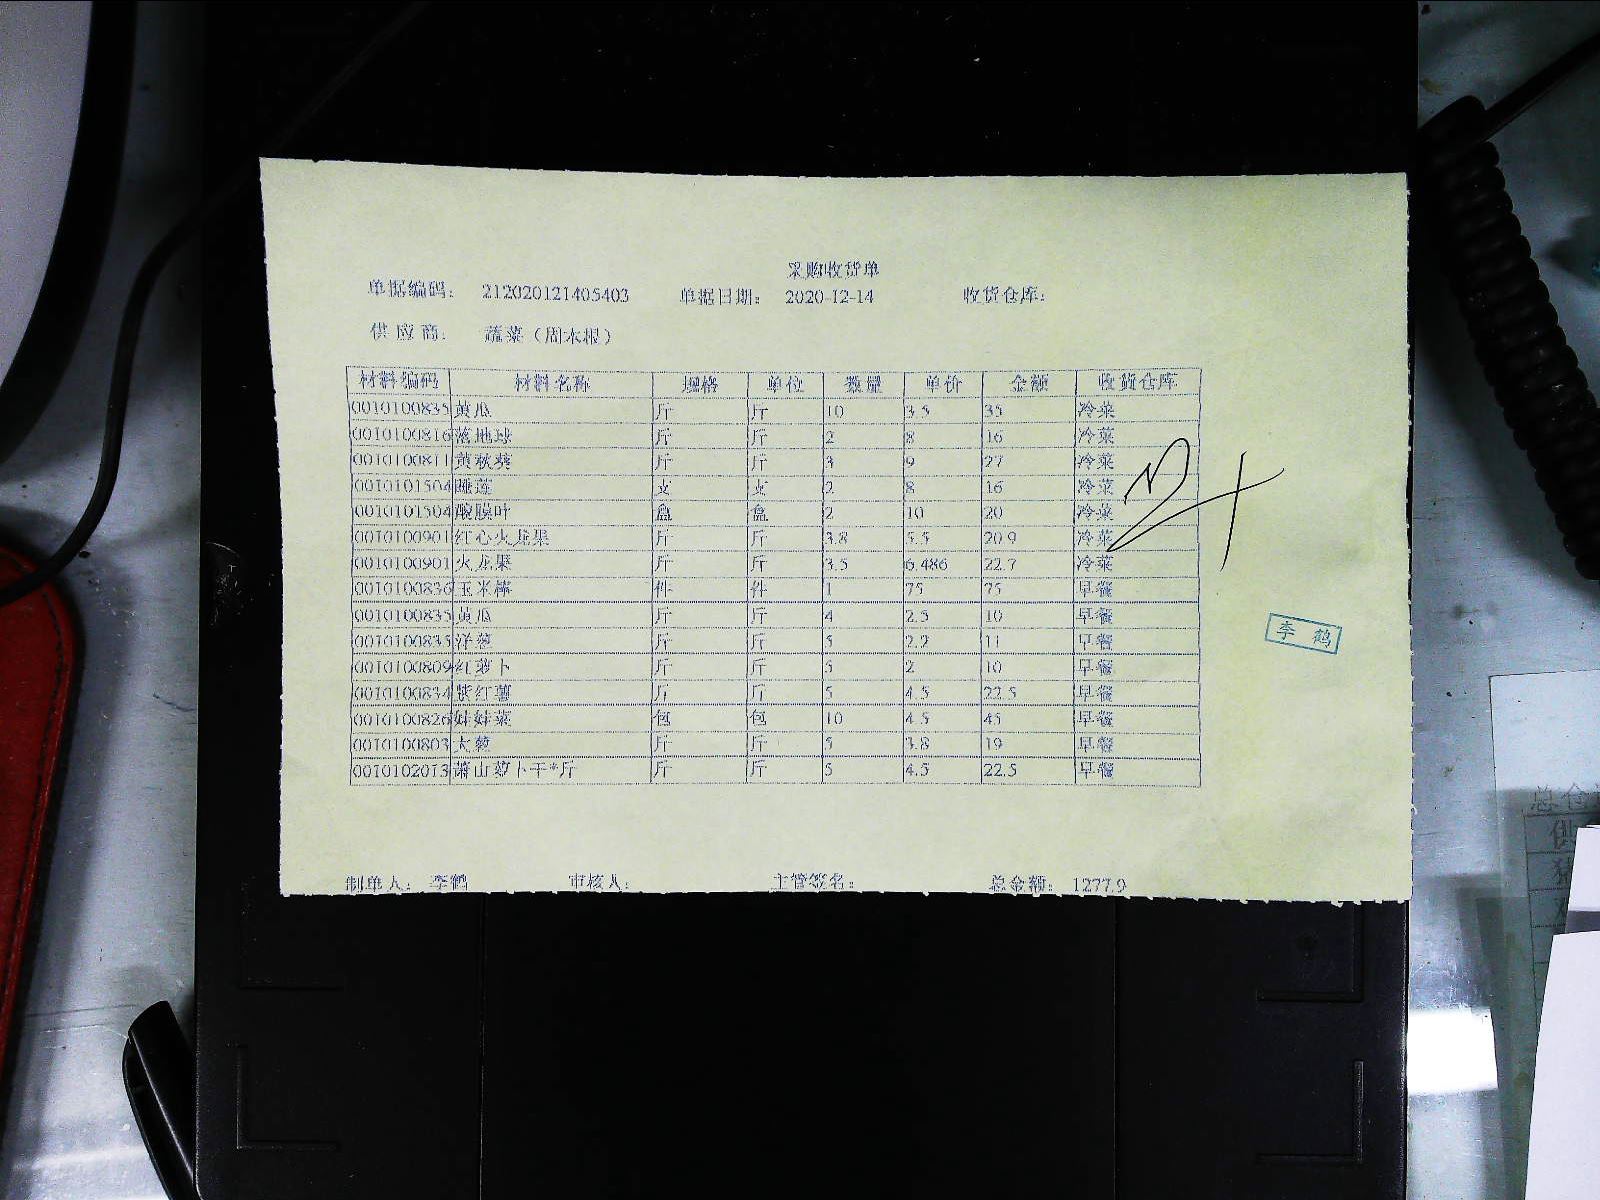 采购收货单
单据编码: 212020121405403 单据日期: 2020-12-14 收货仓库:
供应商: 蔬菜(周木根)
材料编码 材料名称 规格 单位 数量 单价 金额 收货仓库
0010100835 黄瓜 斤 斤 10 3.5 35 冷菜
0010100816 落地球 斤 斤 2 8 16 冷菜
0010100811 黄秋葵 斤 斤 3 9 27 冷菜
0010101504 睡莲 支 支 2 8 16 冷菜
0010101504 酸膜叶 盒 盒 2 10 20 冷菜
0010100901 红心火龙果 斤 斤 3.8 5.5 20.9 冷菜
0010100901 火龙果 斤 斤 3.5 6.486 22.7 冷菜
0010100836 玉米棒 件 件 1 75 75 早餐
0010100835 黄瓜 斤 斤 4 2.5 10 早餐
0010100835 洋葱 斤 斤 5 2.2 11 早餐
0010100809 红萝卜 斤 斤 5 2 10 早餐
0010100834 紫红薯 斤 斤 5 4.5 22.5 早餐
0010100826 娃娃菜 包 包 10 4.5 45 早餐
0010100803 大葱 斤 斤 5 3.8 19 早餐
0010102013 萧山萝卜干*斤 斤 斤 5 4.5 22.5 早餐
李鹤
制单人: 李鹤 审核人: 主管签名: 总金额: 1277.9
总仓
供